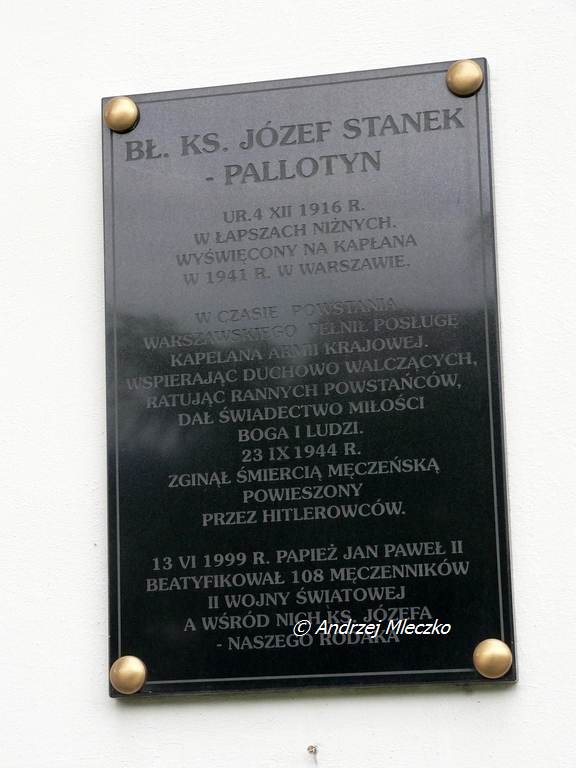 BŁ. KS. JÓZEF STANEK
- PALLOTYN
UR.4 XII 1916 R.
W ŁAPSZACH NIŻNYCH.
WYŚWIĘCONY NA KAPŁANA
W 1941 R. W WARSZAWIE.
W CZASIE POWSTANIA
WARSZAWSKIEGO PEŁNIŁ POSŁUGĘ
KAPELANA ARMII KRAJOWEJ.
WSPIERAJĄC DUCHOWO WALCZĄCYCH,
RATUJĄC RANNYCH POWSTAŃCÓW,
DAŁ ŚWIADECTWO MIŁOŚCI
BOGA I LUDZI.
23 IX 1944 R.
ZGINĄŁ ŚMIERCIĄ MĘCZEŃSKĄ
POWIESZONY
PRZEZ HITLEROWCÓW.
13 VI 1999 R. PAPIEŻ JAN PAWEŁ II
BEATYFIKOWAŁ 108 MĘCZENNIKÓW
II WOJNY ŚWIATOWEJ
A WŚRÓD NICH KS. JÓZEFA
© Andrzej Mleczko
- NASZEGO RODAKA